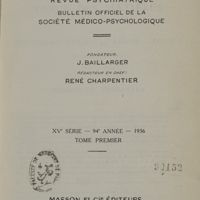 REVUE PSYCHIATRIQUE
BULLETIN OFFICIEL DE LA
SOCIÉTÉ MÉDICO-PSYCHOLOGIQUE
FONDATEUR:
J. BAILLARGER
RÉDACTEUR EN CHEF:
RENÉ CHARPENTIER
XVe SÉRIE — 94e ANNÉE — 1936
TOME PREMIER
MASSON ET Cie ÉDITEURS